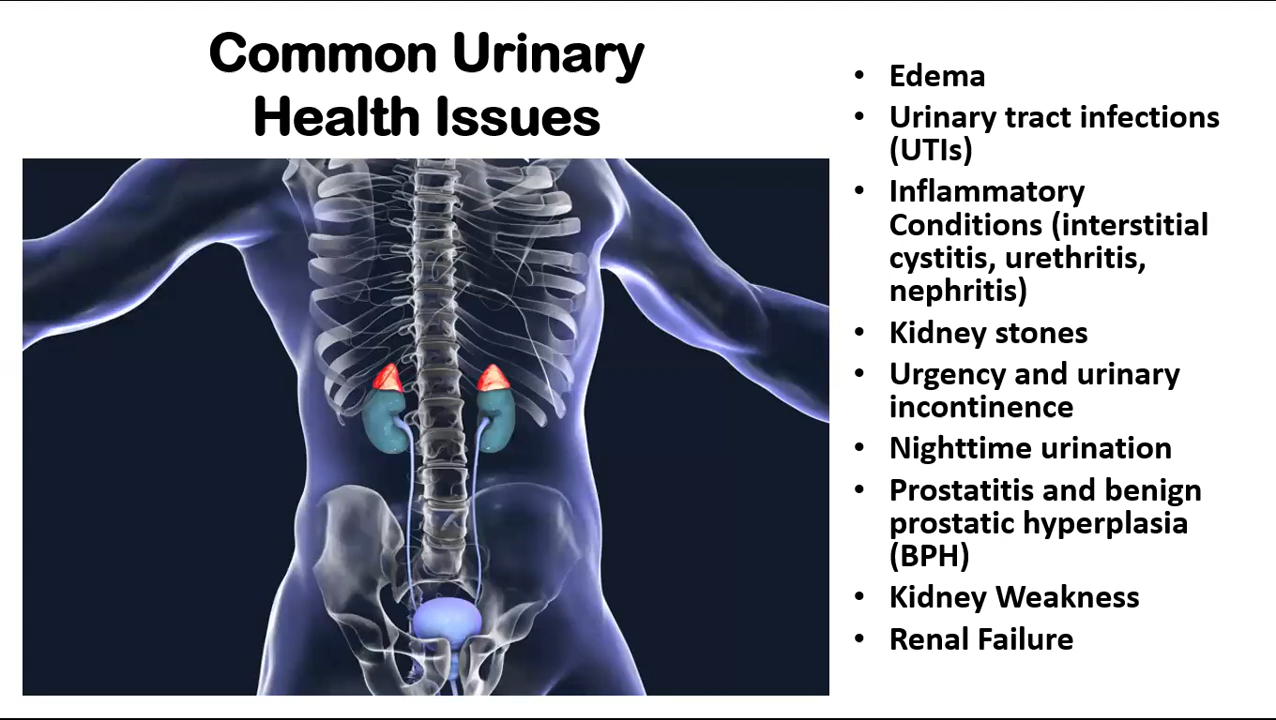 Common Urinary
Health Issues
• Edema
• Urinary tract infections
(UTIs)
• Inflammatory
Conditions (interstitial
cystitis, urethritis,
nephritis)
• Kidney stones
• Urgency and urinary
incontinence
• Nighttime urination
• Prostatitis and benign
prostatic hyperplasia
(BPH)
• Kidney Weakness
• Renal Failure